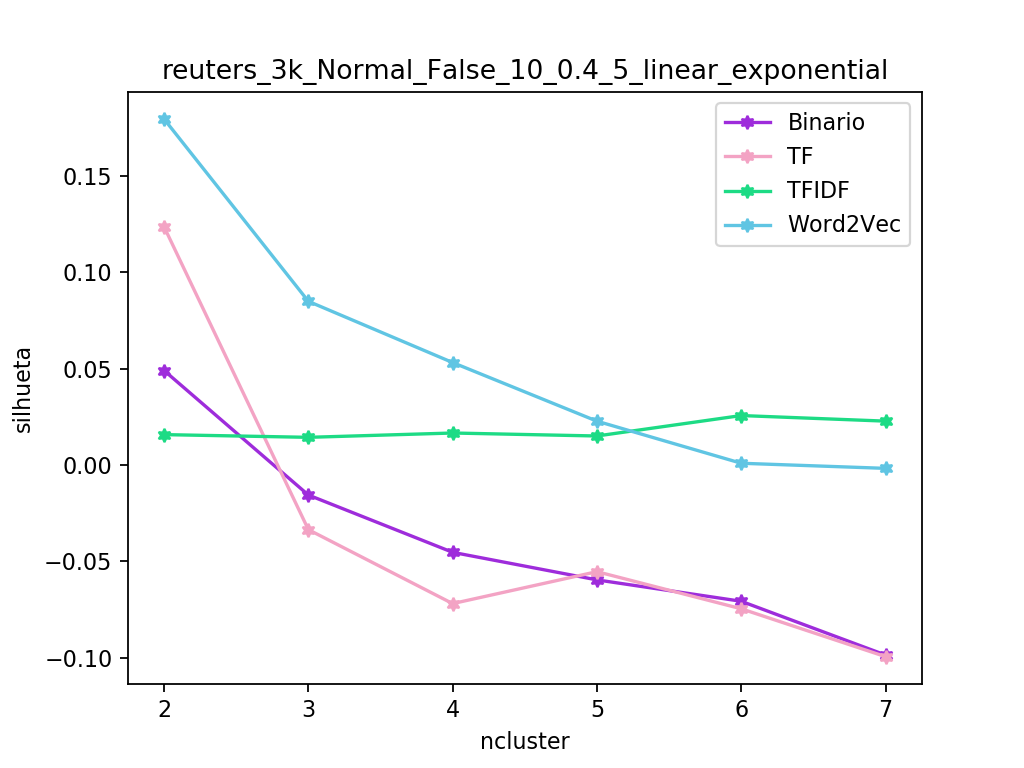 reuters_3k_Normal_False_10_0.4_5_linear_exponential
Binario
TF
TFIDF
Word2Vec
silhueta
0.15
0.10
0.05
0.00
−0.05
−0.10
2 3 4 5 6 7
ncluster